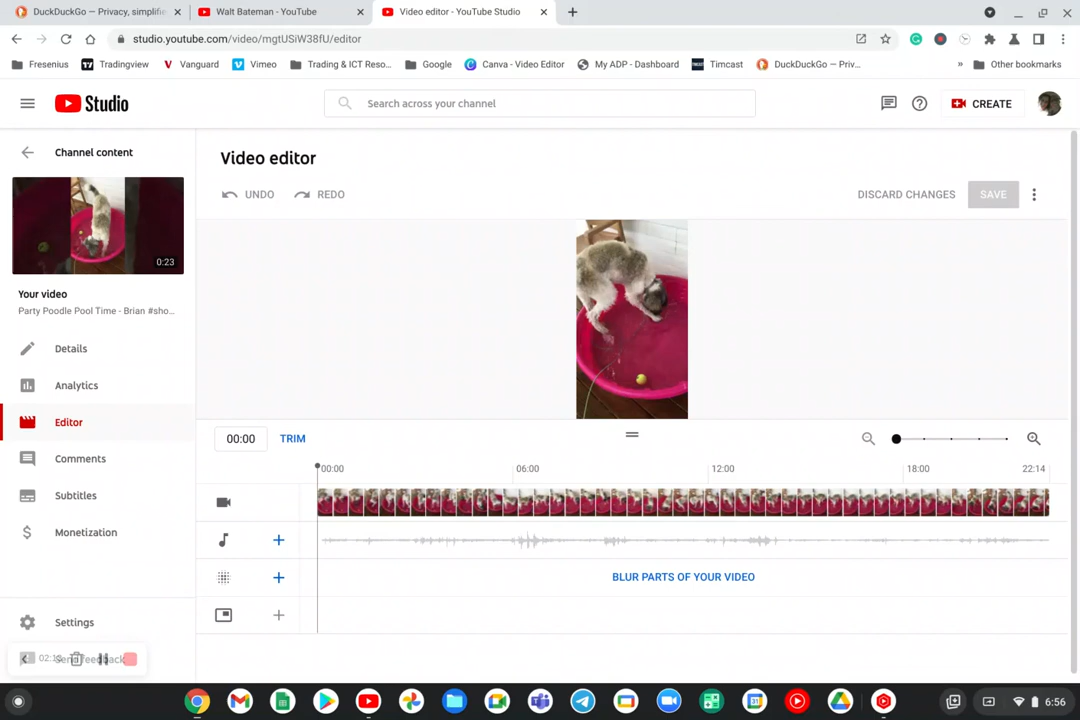 DuckDuckGo — Privacy, simplifie
Walt Bateman - YouTube
Video editor - YouTube Studio
studio.youtube.com/video/mgtUSiW38fU/editor
Fresenius
Tradingview
Vanguard
Vimeo
Trading & ICT Reso...
Google
Canva - Video Editor
My ADP - Dashboard
Timcast
DuckDuckGo — Priv...
»
Other bookmarks
Studio
Search across your channel
CREATE
Channel content
Video editor
UNDO
REDO
DISCARD CHANGES
SAVE
0:23
Your video
Party Poodle Pool Time - Brian #sho...
Details
Analytics
Editor
Comments
Subtitles
Monetization
Settings
Send feedback
00:00
TRIM
00:00
06:00
12:00
18:00
22:14
BLUR PARTS OF YOUR VIDEO
6:56